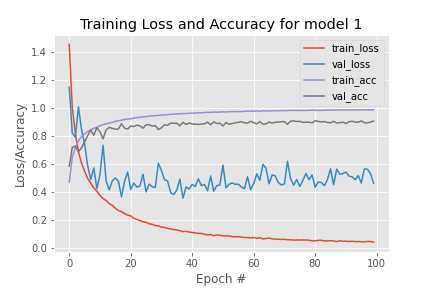 Training Loss and Accuracy for model 1
train_loss
val_loss
train_acc
val_acc
1.4
1.2
1.0
0.8
0.6
0.4
0.2
0.0
Loss/Accuracy
0 20 40 60 80 100
Epoch #